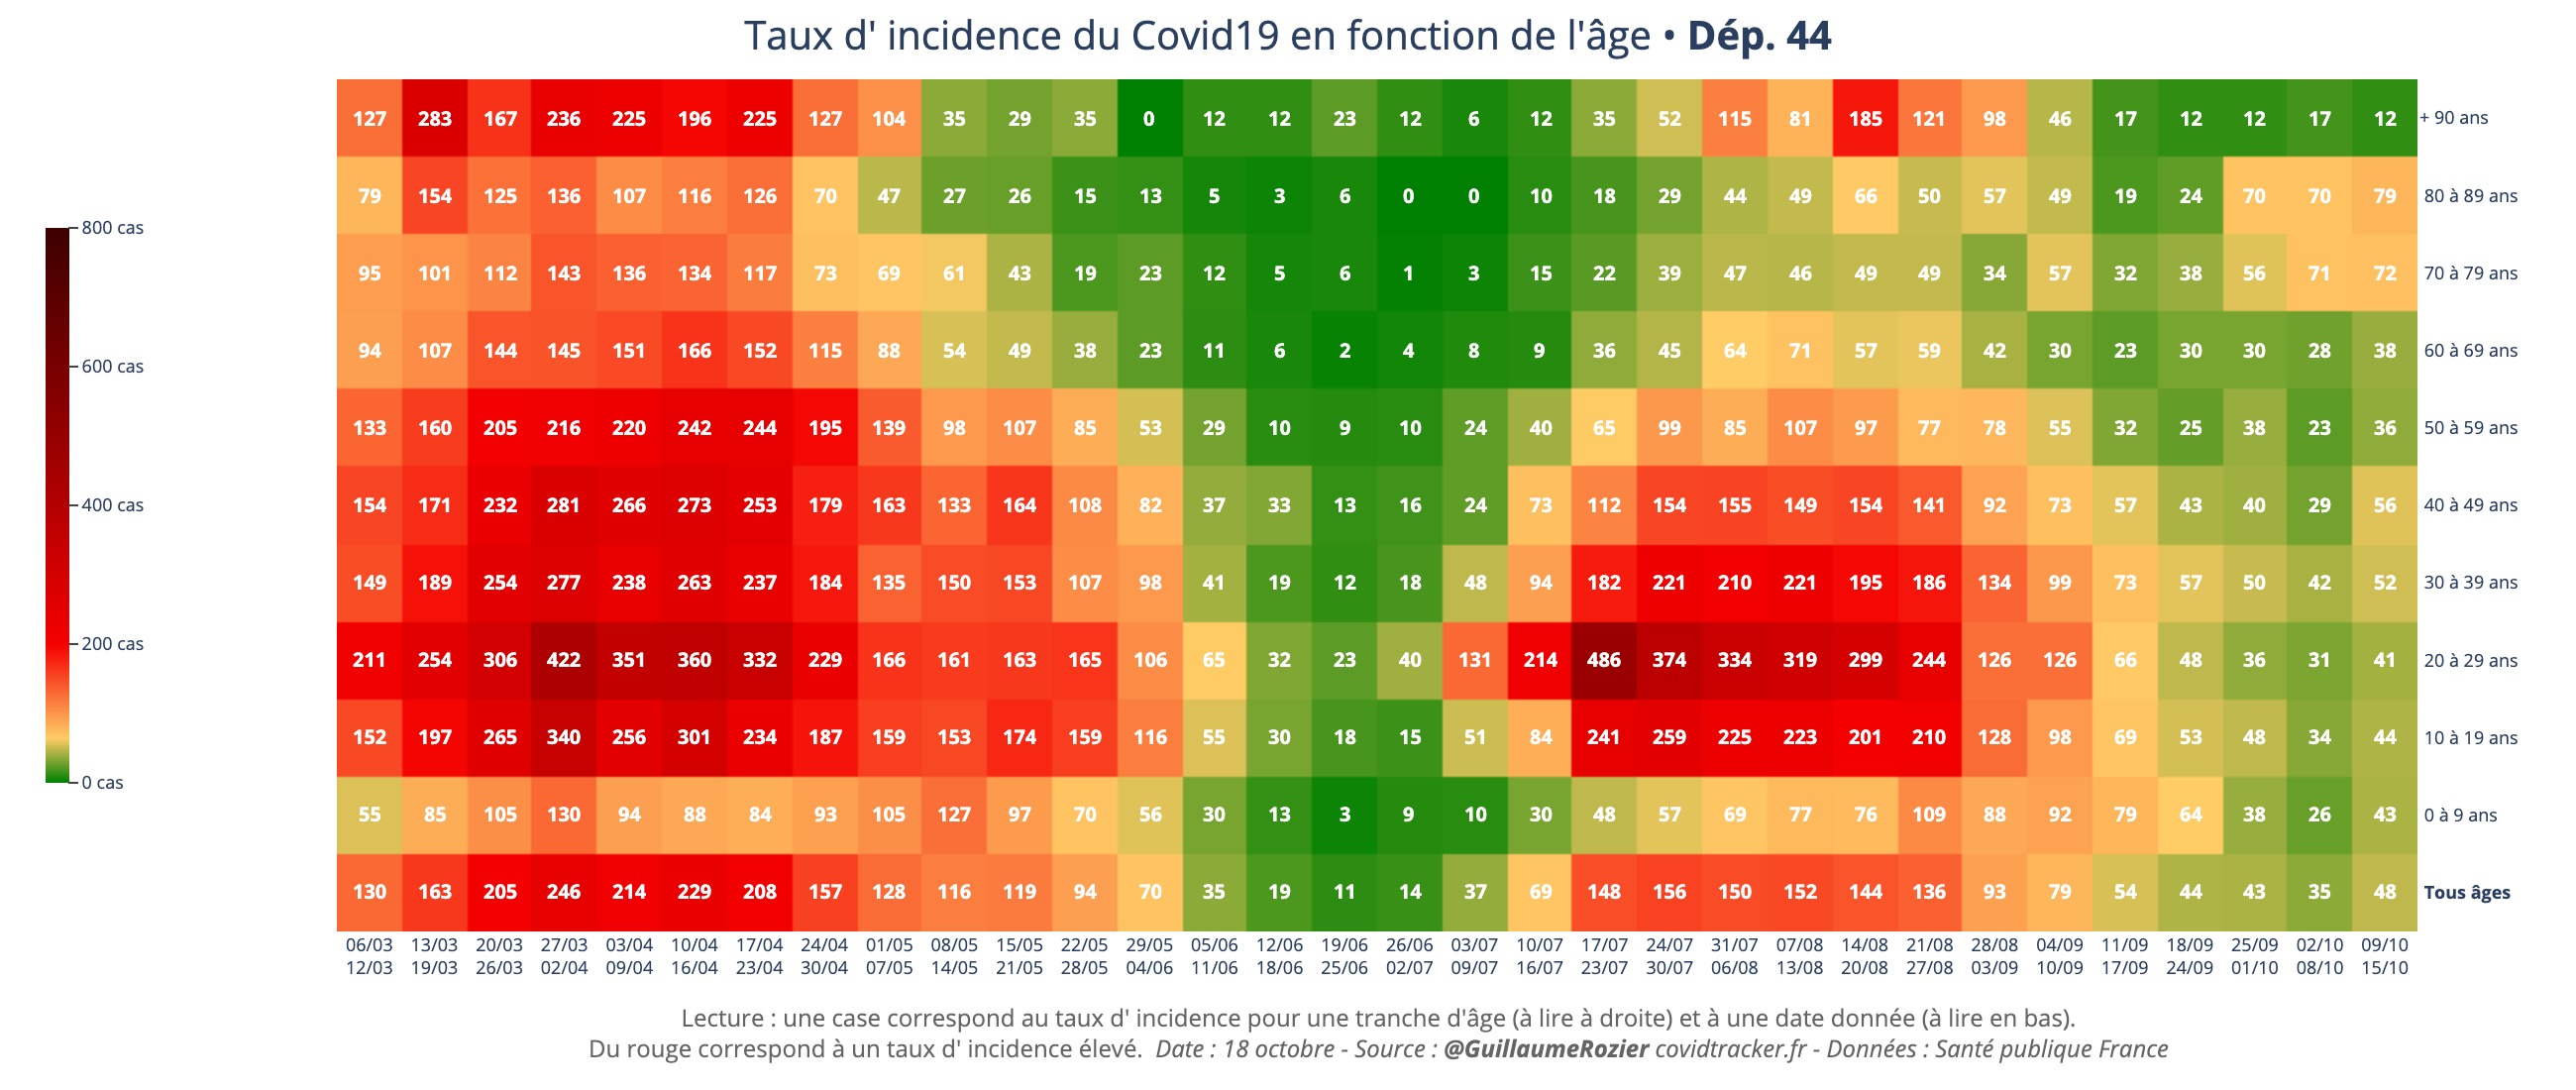 Taux d' incidence du Covid19 en fonction de l'âge • Dép. 44
127 283 167 236 225 196 225 127 104 35 29 35 0 12 12 23 12 6 12 35 52 115 81 185 121 98 46 17 12 12 17 12 + 90 ans
79 154 125 136 107 116 126 70 47 27 26 15 13 5 3 6 0 0 10 18 29 44 49 66 50 57 49 19 24 70 70 79 80 à 89 ans
95 101 112 143 136 134 117 73 69 61 43 19 23 12 5 6 1 3 15 22 39 47 46 49 49 34 57 32 38 56 71 72 70 à 79 ans
94 107 144 145 151 166 152 115 88 54 49 38 23 11 6 2 4 8 9 36 45 64 71 57 59 42 30 23 30 30 28 38 60 à 69 ans
133 160 205 216 220 242 244 195 139 98 107 85 53 29 10 9 10 24 40 65 99 85 107 97 77 78 55 32 25 38 23 36 50 à 59 ans
154 171 232 281 266 273 253 179 163 133 164 108 82 37 33 13 16 24 73 112 154 155 149 154 141 92 73 57 43 40 29 56 40 à 49 ans
149 189 254 277 238 263 237 184 135 150 153 107 98 41 19 12 18 48 94 182 221 210 221 195 186 134 99 73 57 50 42 52 30 à 39 ans
211 254 306 422 351 360 332 229 166 161 163 165 106 65 32 23 40 131 214 486 374 334 319 299 244 126 126 66 48 36 31 41 20 à 29 ans
152 197 265 340 256 301 234 187 159 153 174 159 116 55 30 18 15 51 84 241 259 225 223 201 210 128 98 69 53 48 34 44 10 à 19 ans
55 85 105 130 94 88 84 93 105 127 97 70 56 30 13 3 9 10 30 48 57 69 77 76 109 88 92 79 64 38 26 43 0 à 9 ans
130 163 205 246 214 229 208 157 128 116 119 94 70 35 19 11 14 37 69 148 156 150 152 144 136 93 79 54 44 43 35 48 Tous âges
06/03 13/03 20/03 27/03 03/04 10/04 17/04 24/04 01/05 08/05 15/05 22/05 29/05 05/06 12/06 19/06 26/06 03/07 10/07 17/07 24/07 31/07 07/08 14/08 21/08 28/08 04/09 11/09 18/09 25/09 02/10 09/10
12/03 19/03 26/03 02/04 09/04 16/04 23/04 30/04 07/05 14/05 21/05 28/05 04/06 11/06 18/06 25/06 02/07 09/07 16/07 23/07 30/07 06/08 13/08 20/08 27/08 03/09 10/09 17/09 24/09 01/10 08/10 15/10
800 cas
600 cas
400 cas
200 cas
0 cas
Lecture : une case correspond au taux d' incidence pour une tranche d'âge (à lire à droite) et à une date donnée (à lire en bas).
Du rouge correspond à un taux d' incidence élevé. Date : 18 octobre - Source : @GuillaumeRozier covidtracker.fr - Données : Santé publique France